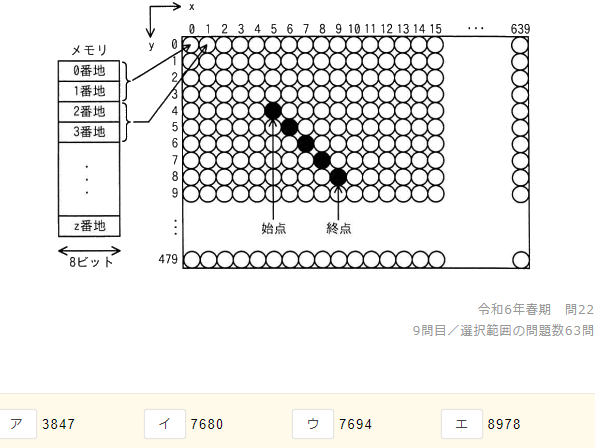 x
y
0 1 2 3 4 5 6 7 8 9 10 11 12 13 14 15 ··· 639
メモリ
0番地
1番地
2番地
3番地
・
・
・
z番地
8ビット
0
1
2
3
4
5
6
7
8
9
⋮
479
始点 終点
令和6年春期 問22
9問目／選択範囲の問題数63問
ア 3847 イ 7680 ウ 7694 エ 8978